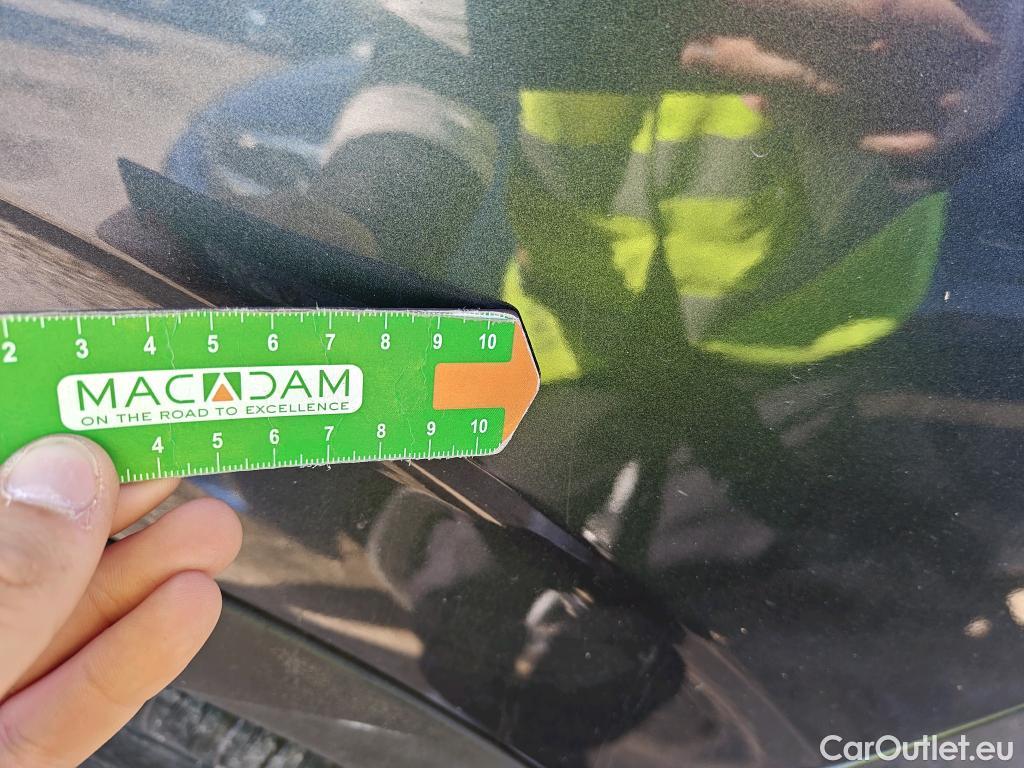 2 3 4 5 6 7 8 9 10
MACADAM
ON THE ROAD TO EXCELLENCE
4 5 6 7 8 9 10
CarOutlet.eu